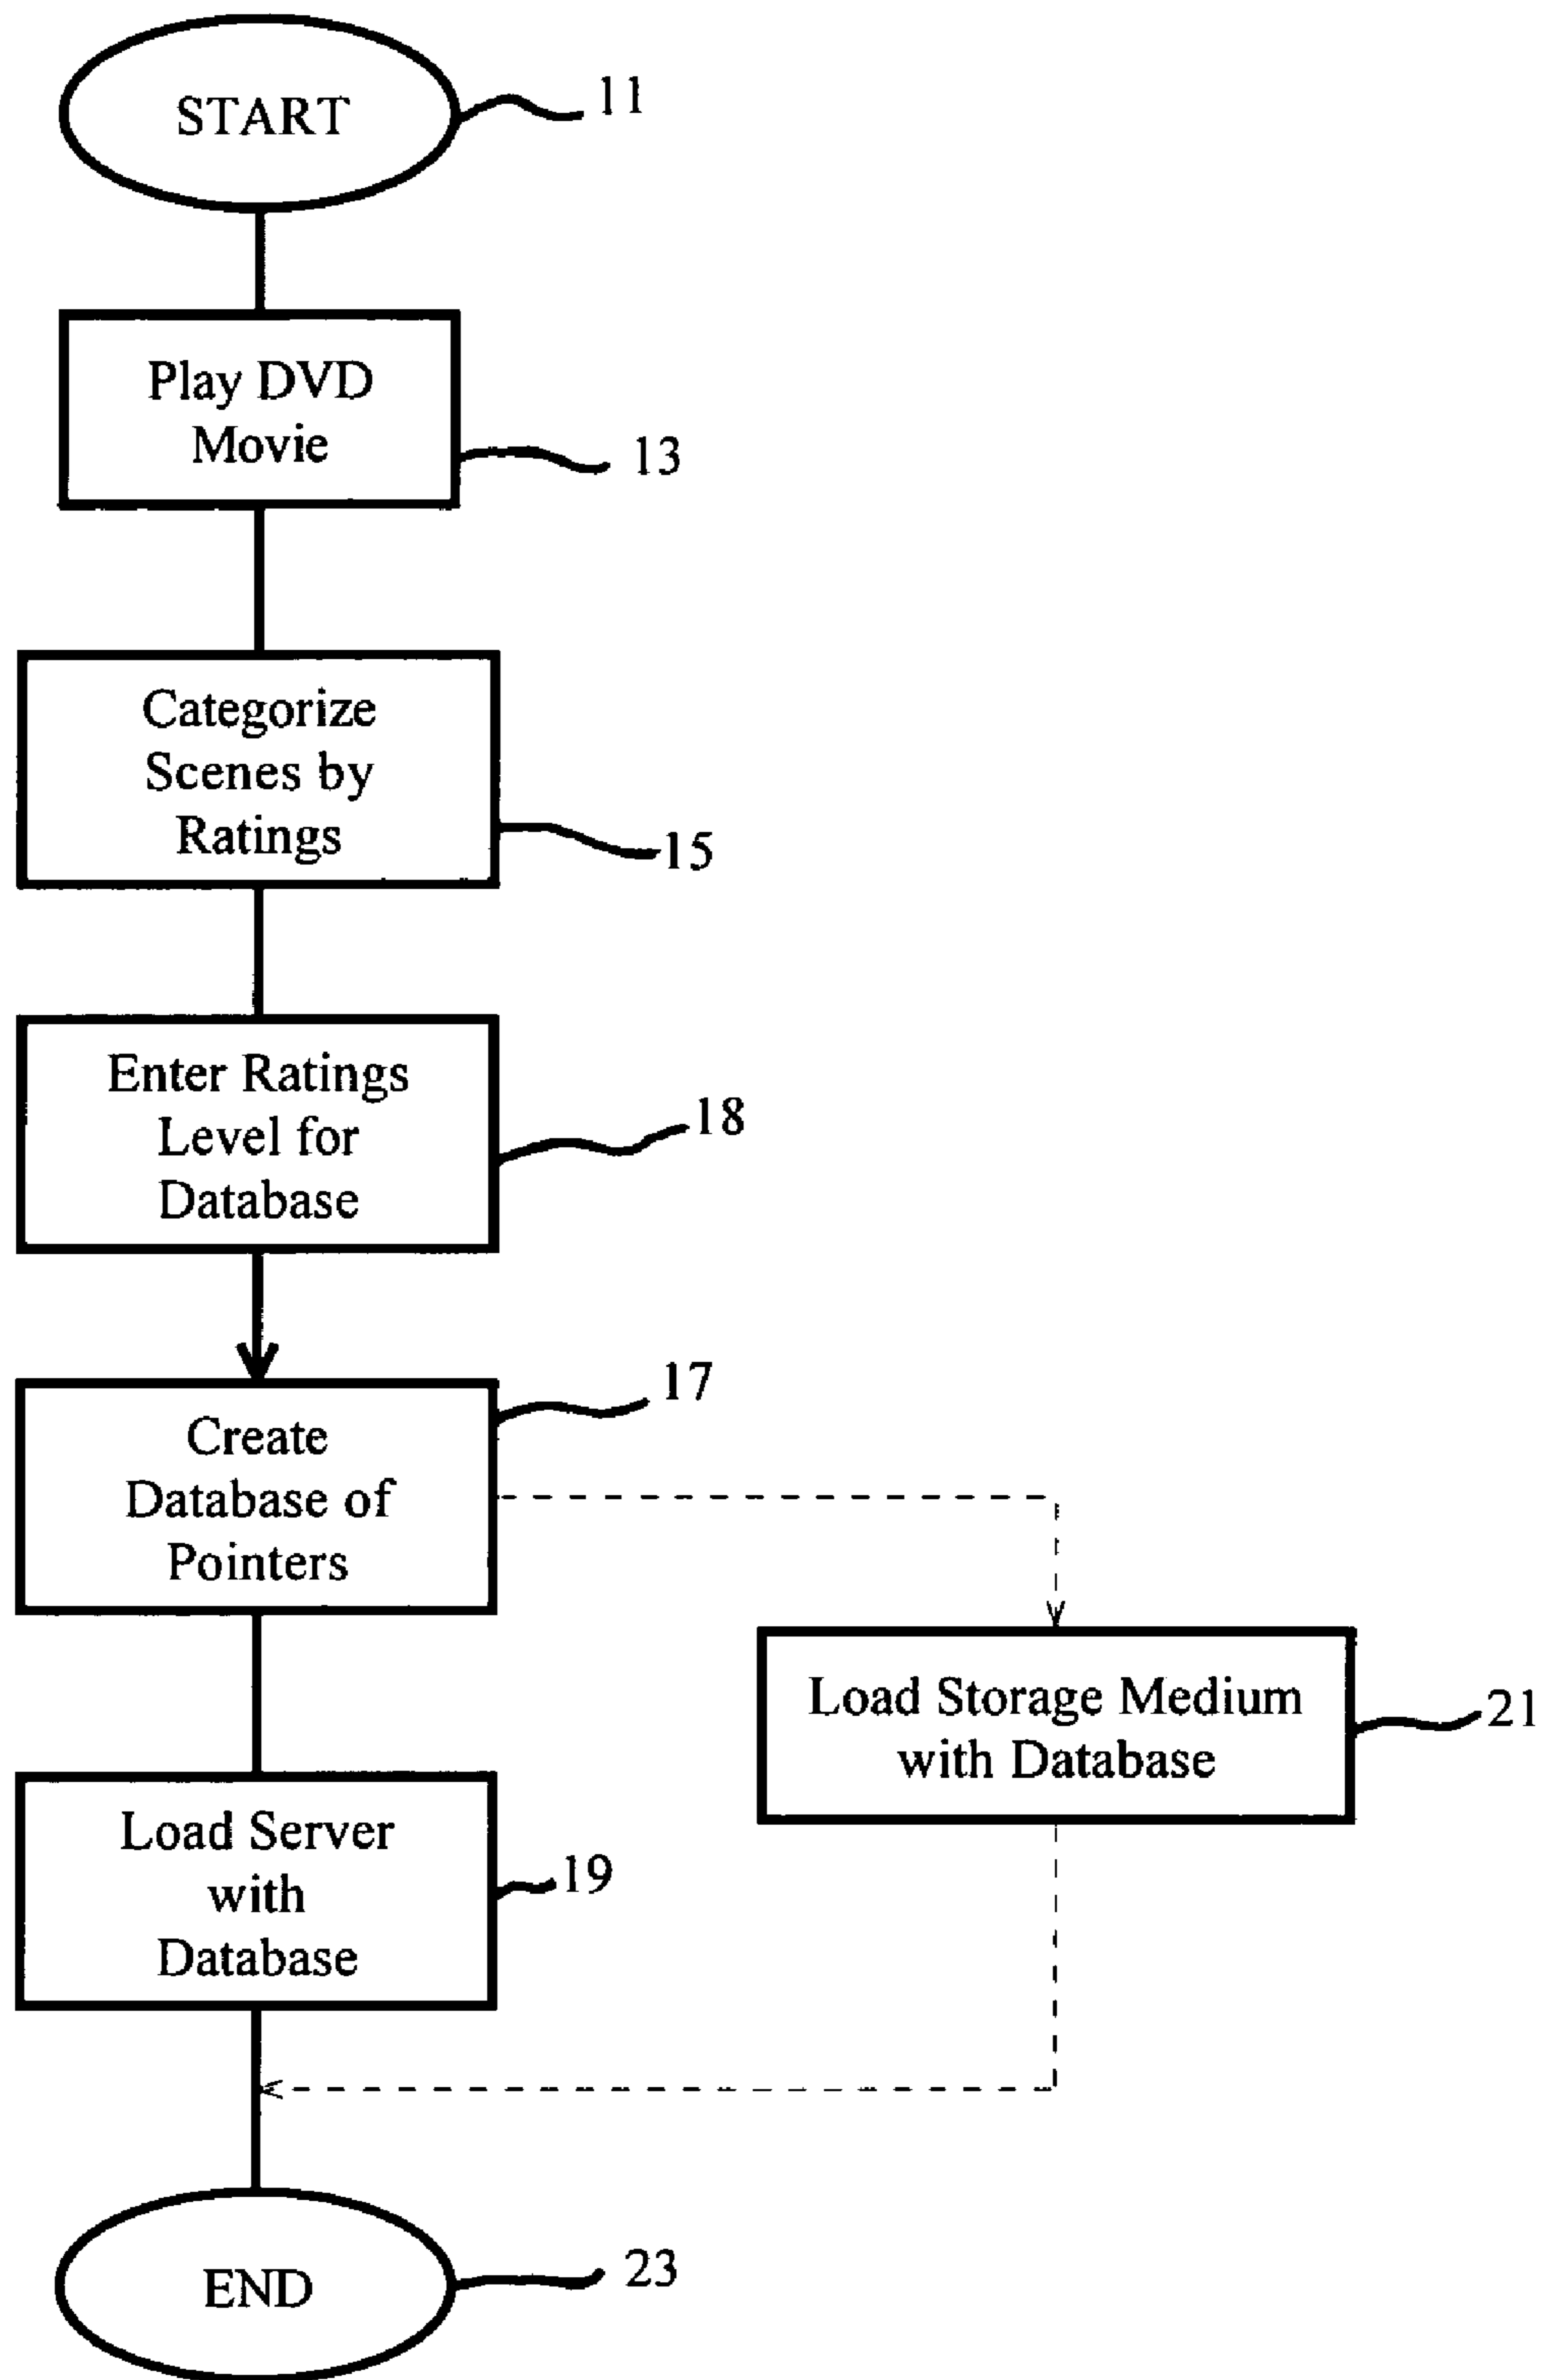 START
11
Play DVD
Movie
13
Categorize
Scenes by
Ratings
15
Enter Ratings
Level for
Database
18
Create
Database of
Pointers
17
Load Storage Medium
with Database
21
Load Server
with
Database
19
END
23